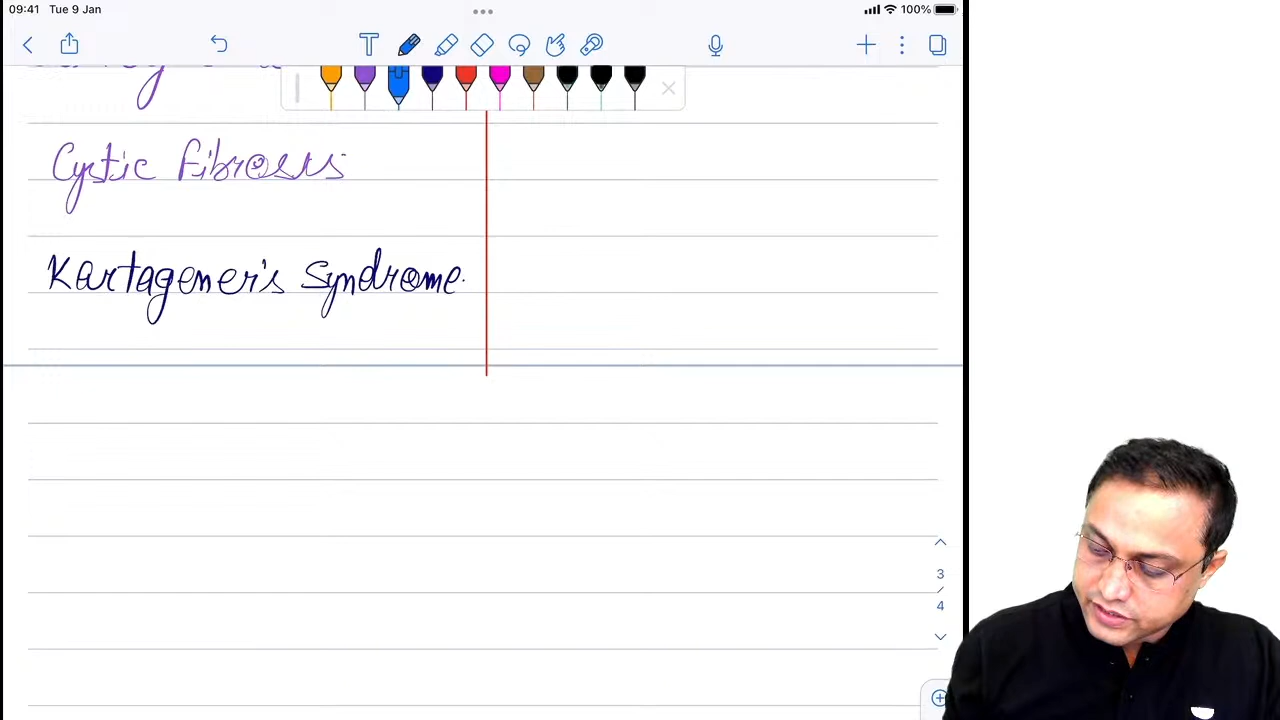 09:41 Tue 9 Jan
100%
T
Cystic Fibrosis
Kartagener's Syndrome.
3
4